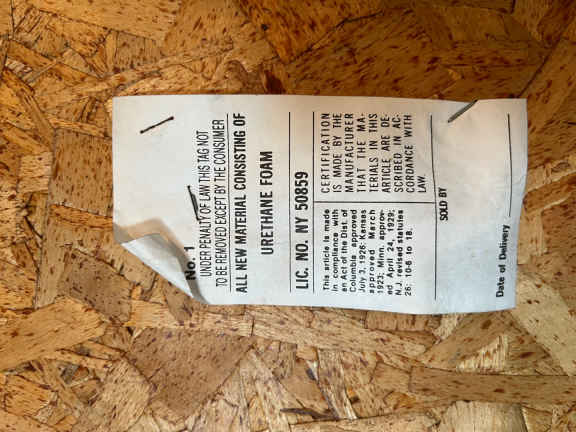 No. 1
UNDER PENALTY OF LAW THIS TAG NOT
TO BE REMOVED EXCEPT BY THE CONSUMER
ALL NEW MATERIAL CONSISTING OF
URETHANE FOAM
LIC. NO. NY 50859
This article is made
in compliance with
an Act of the Dist. of
Columbia approved
July 3, 1926; Kansas
approved March
1923; Minn. approv-
ed April 24, 1929;
N.J. revised statutes
26: 10-6 to 18.
CERTIFICATION
IS MADE BY THE
MANUFACTURER
THAT THE MA-
TERIALS IN THIS
ARTICLE ARE DE-
SCRIBED IN AC-
CORDANCE WITH
LAW.
SOLD BY
Date of Delivery